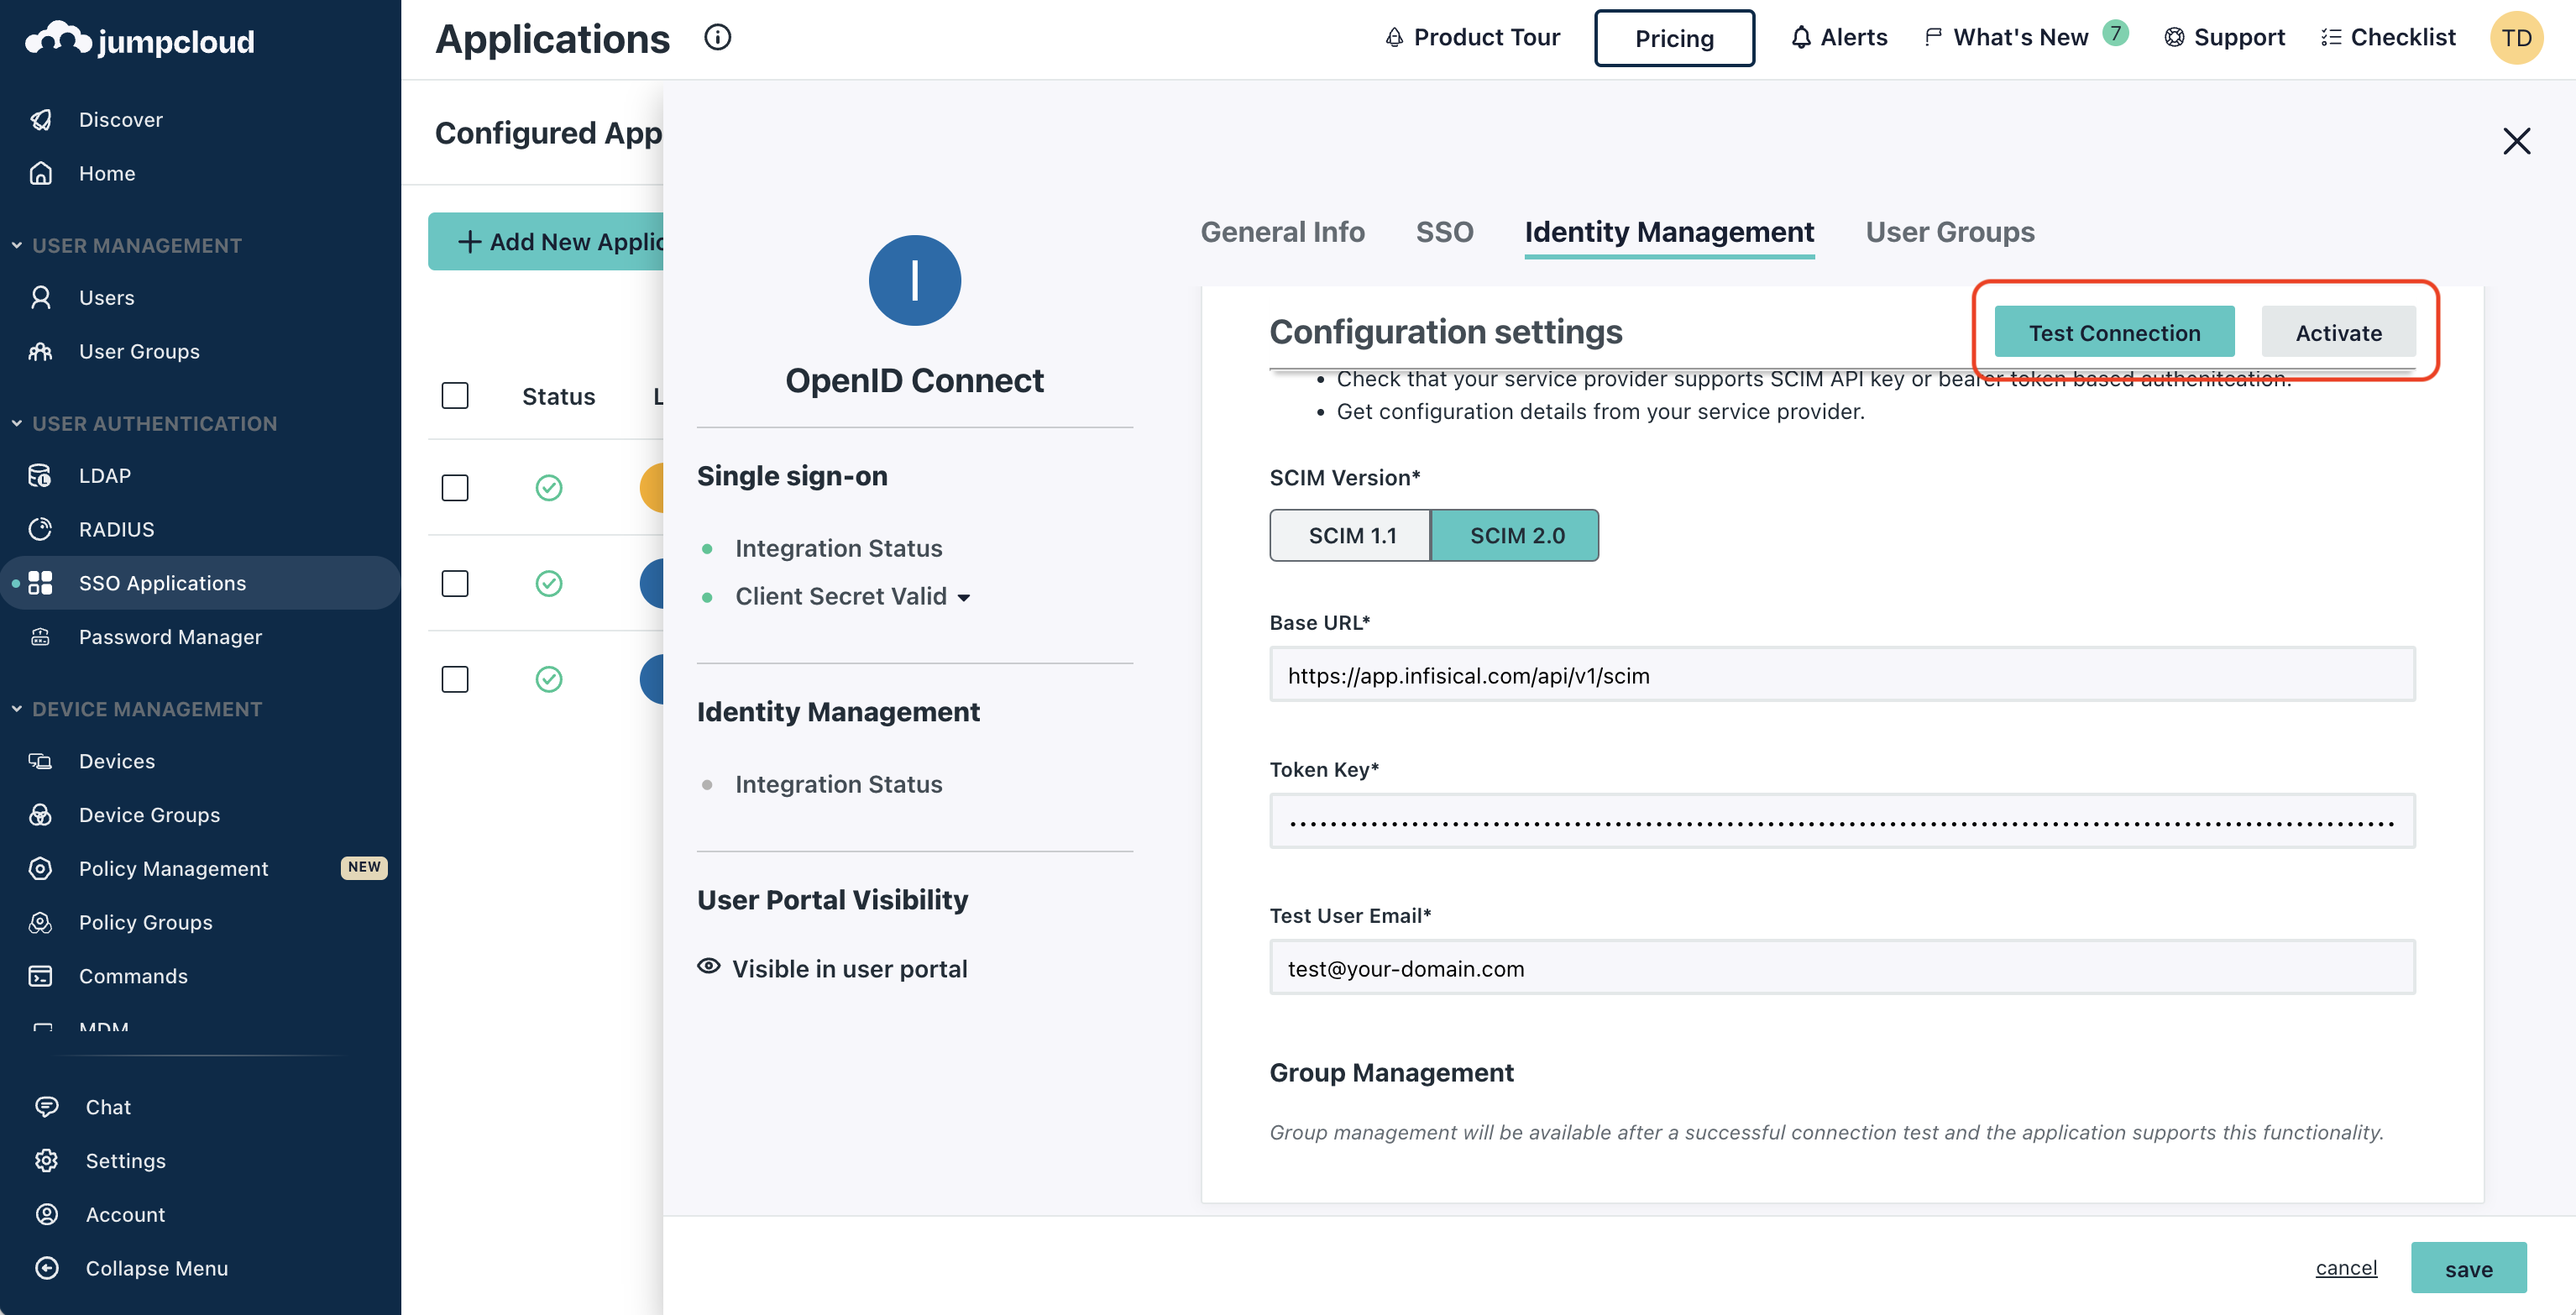 jumpcloud
Discover
Home
USER MANAGEMENT
Users
User Groups
USER AUTHENTICATION
LDAP
RADIUS
SSO Applications
Password Manager
DEVICE MANAGEMENT
Devices
Device Groups
Policy Management NEW
Policy Groups
Commands
MDM
Chat
Settings
Account
Collapse Menu
Applications
Product Tour
Pricing
Alerts
What's New 7
Support
Checklist
TD
Configured App
Add New Applic
Status L
I
OpenID Connect
Single sign-on
Integration Status
Client Secret Valid
Identity Management
Integration Status
User Portal Visibility
Visible in user portal
General Info SSO Identity Management User Groups
Configuration settings
Test Connection Activate
• Check that your service provider supports SCIM API key or bearer token based authenitcation.
• Get configuration details from your service provider.
SCIM Version*
SCIM 1.1 SCIM 2.0
Base URL*
https://app.infisical.com/api/v1/scim
Token Key*
Test User Email*
test@your-domain.com
Group Management
Group management will be available after a successful connection test and the application supports this functionality.
cancel save